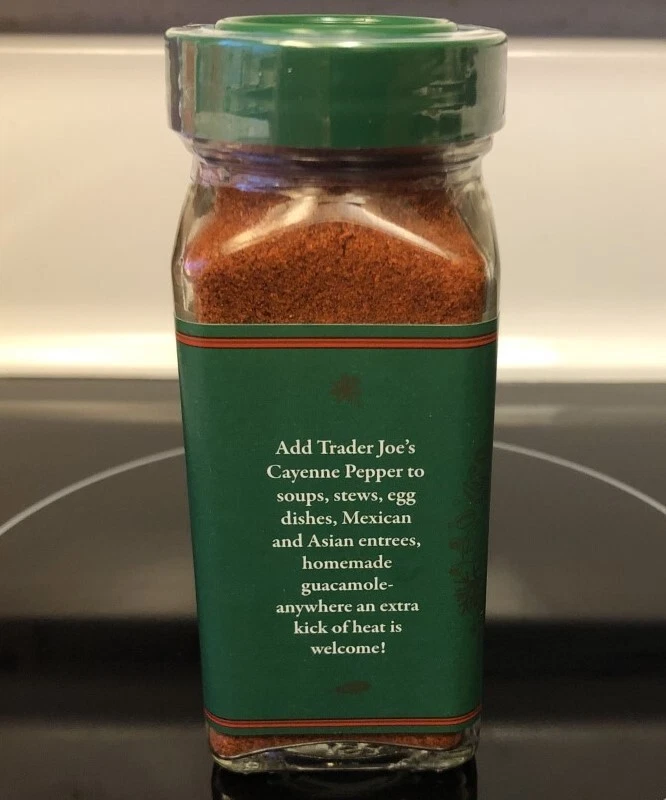 Add Trader Joe's
Cayenne Pepper to
soups, stews, egg
dishes, Mexican
and Asian entrees,
homemade
guacamole-
anywhere an extra
kick of heat is
welcome!